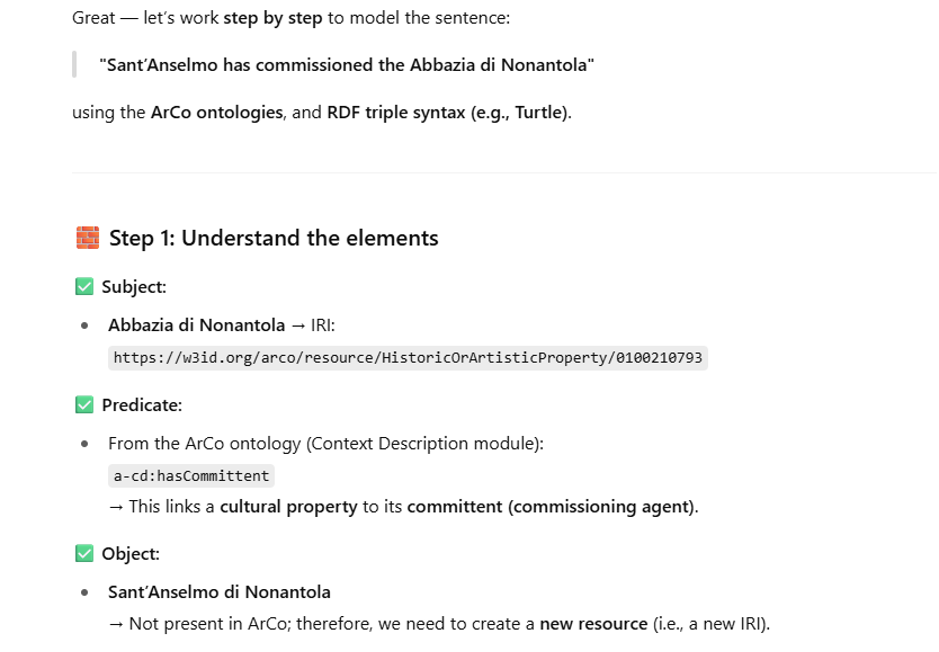 Great — let's work step by step to model the sentence:
"Sant'Anselmo has commissioned the Abbazia di Nonantola"
using the ArCo ontologies, and RDF triple syntax (e.g., Turtle).
🧱 Step 1: Understand the elements
✅ Subject:
• Abbazia di Nonantola → IRI:
https://w3id.org/arco/resource/HistoricOrArtisticProperty/0100210793
✅ Predicate:
• From the ArCo ontology (Context Description module):
a-cd:hasCommittent
→ This links a cultural property to its committent (commissioning agent).
✅ Object:
• Sant'Anselmo di Nonantola
→ Not present in ArCo; therefore, we need to create a new resource (i.e., a new IRI).